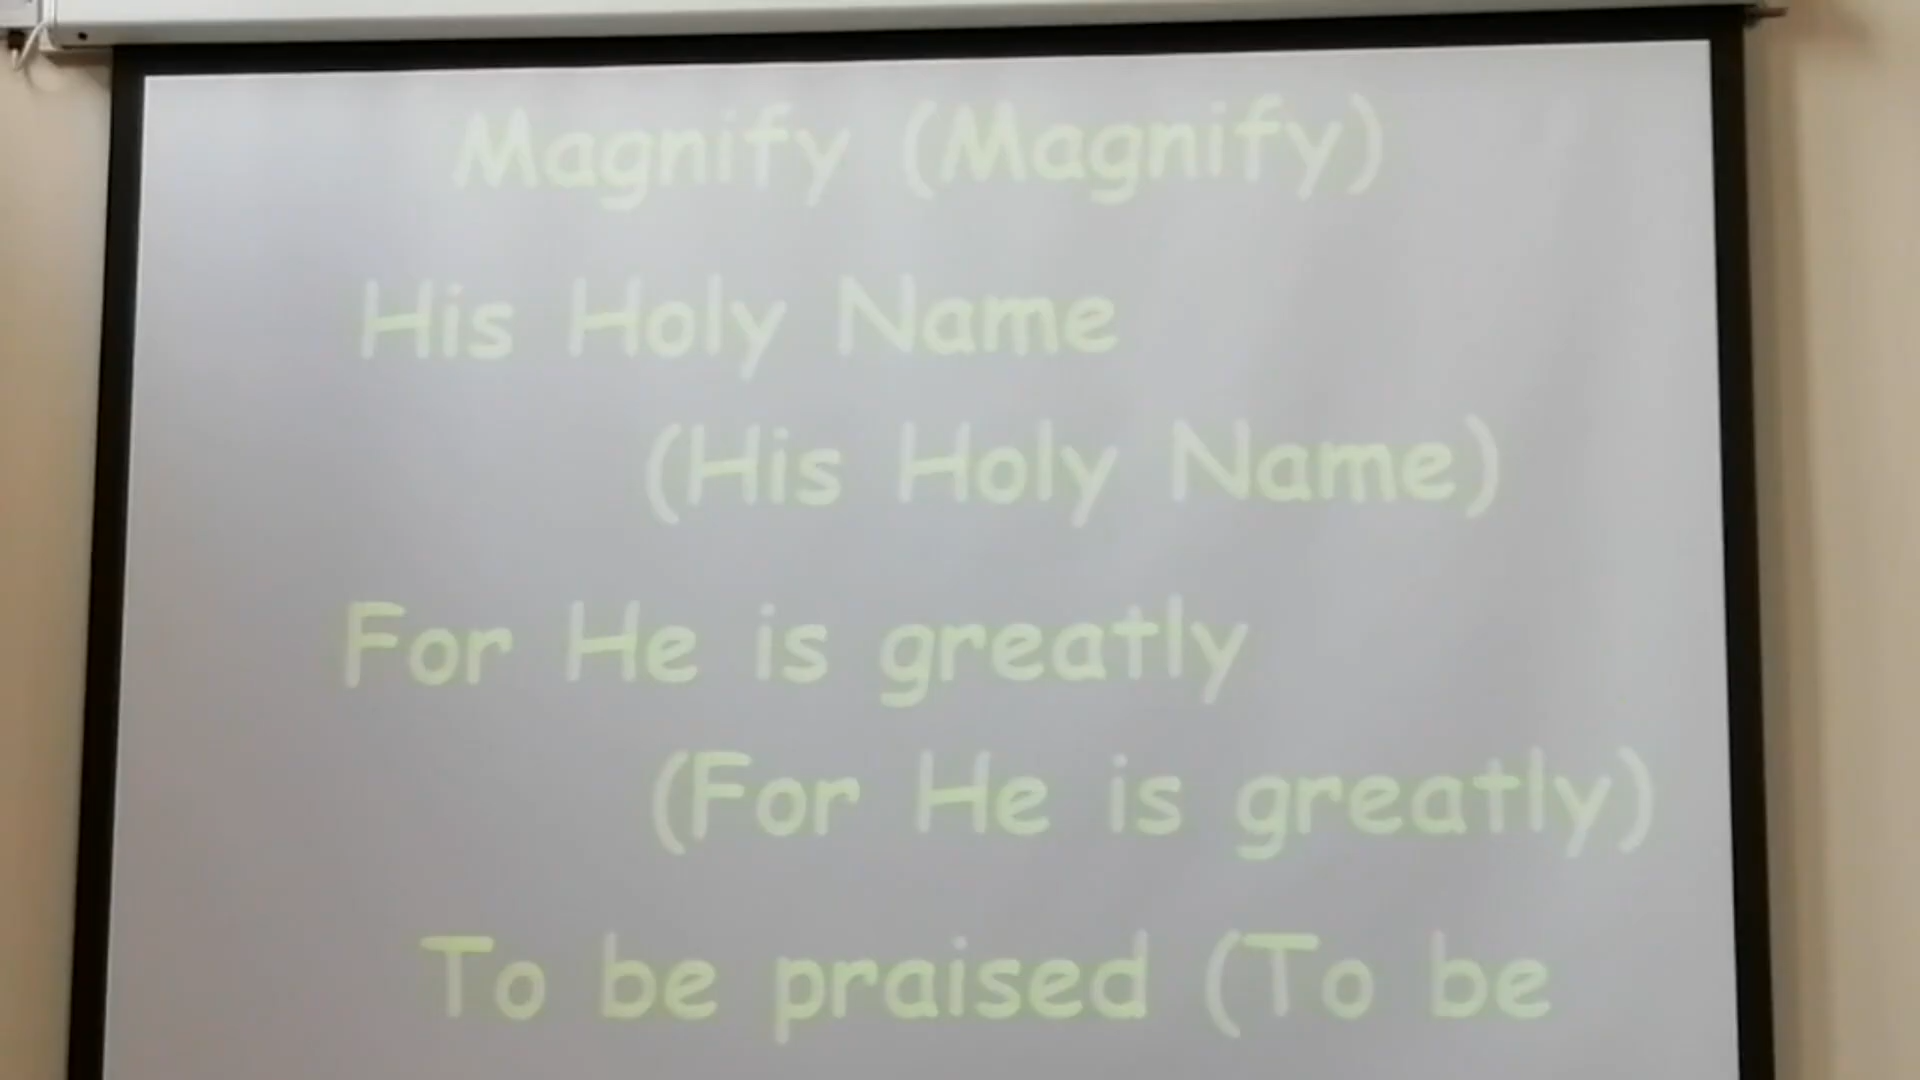 Magnify (Magnify)
His Holy Name
(His Holy Name)
For He is greatly
(For He is greatly)
To be praised (To be